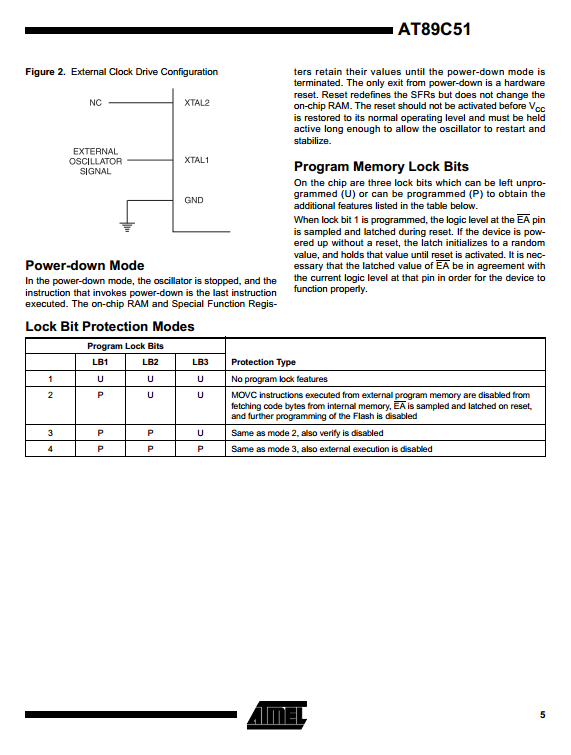 AT89C51
Figure 2. External Clock Drive Configuration
NC
XTAL2
EXTERNAL
OSCILLATOR
SIGNAL
XTAL1
GND
Power-down Mode
In the power-down mode, the oscillator is stopped, and the
instruction that invokes power-down is the last instruction
executed. The on-chip RAM and Special Function Regis-
ters retain their values until the power-down mode is
terminated. The only exit from power-down is a hardware
reset. Reset redefines the SFRs but does not change the
on-chip RAM. The reset should not be activated before VCC
is restored to its normal operating level and must be held
active long enough to allow the oscillator to restart and
stabilize.
Program Memory Lock Bits
On the chip are three lock bits which can be left unpro-
grammed (U) or can be programmed (P) to obtain the
additional features listed in the table below.
When lock bit 1 is programmed, the logic level at the EA pin
is sampled and latched during reset. If the device is pow-
ered up without a reset, the latch initializes to a random
value, and holds that value until reset is activated. It is nec-
essary that the latched value of EA be in agreement with
the current logic level at that pin in order for the device to
function properly.
Lock Bit Protection Modes
Program Lock Bits
LB1 LB2 LB3 Protection Type
1 U U U No program lock features
2 P U U MOVC instructions executed from external program memory are disabled from
fetching code bytes from internal memory, EA is sampled and latched on reset,
and further programming of the Flash is disabled
3 P P U Same as mode 2, also verify is disabled
4 P P P Same as mode 3, also external execution is disabled
ATMEL
5